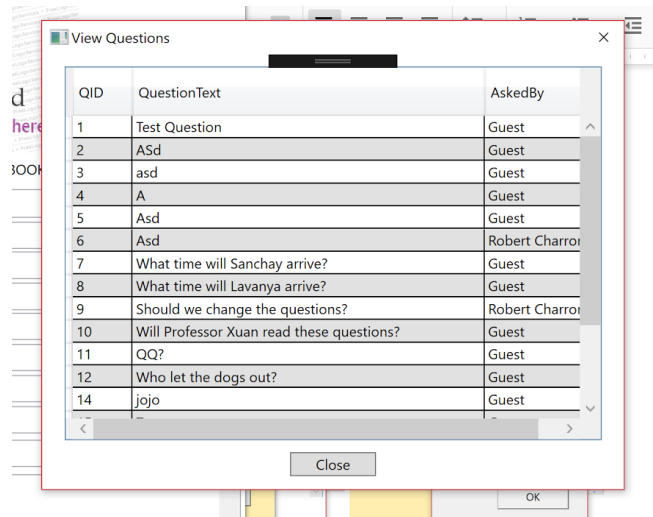 View Questions
QID QuestionText AskedBy
1 Test Question Guest
2 ASd Guest
3 asd Guest
4 A Guest
5 Asd Guest
6 Asd Robert Charror
7 What time will Sanchay arrive? Guest
8 What time will Lavanya arrive? Guest
9 Should we change the questions? Robert Charror
10 Will Professor Xuan read these questions? Guest
11 QQ? Guest
12 Who let the dogs out? Guest
14 jojo Guest
Close
d
here
BOOK
OK